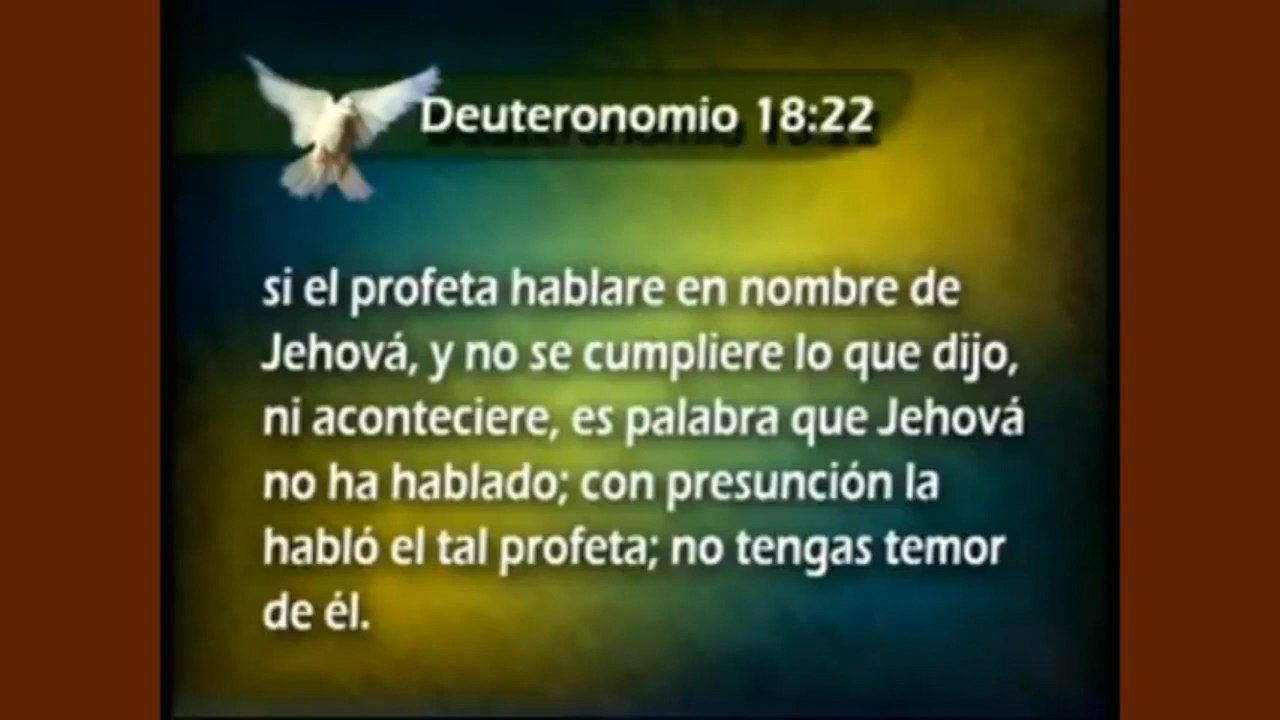 Deuteronomio 18:22
si el profeta hablare en nombre de
Jehová, y no se cumpliere lo que dijo,
ni aconteciere, es palabra que Jehová
no ha hablado; con presunción la
habló el tal profeta; no tengas temor
de él.